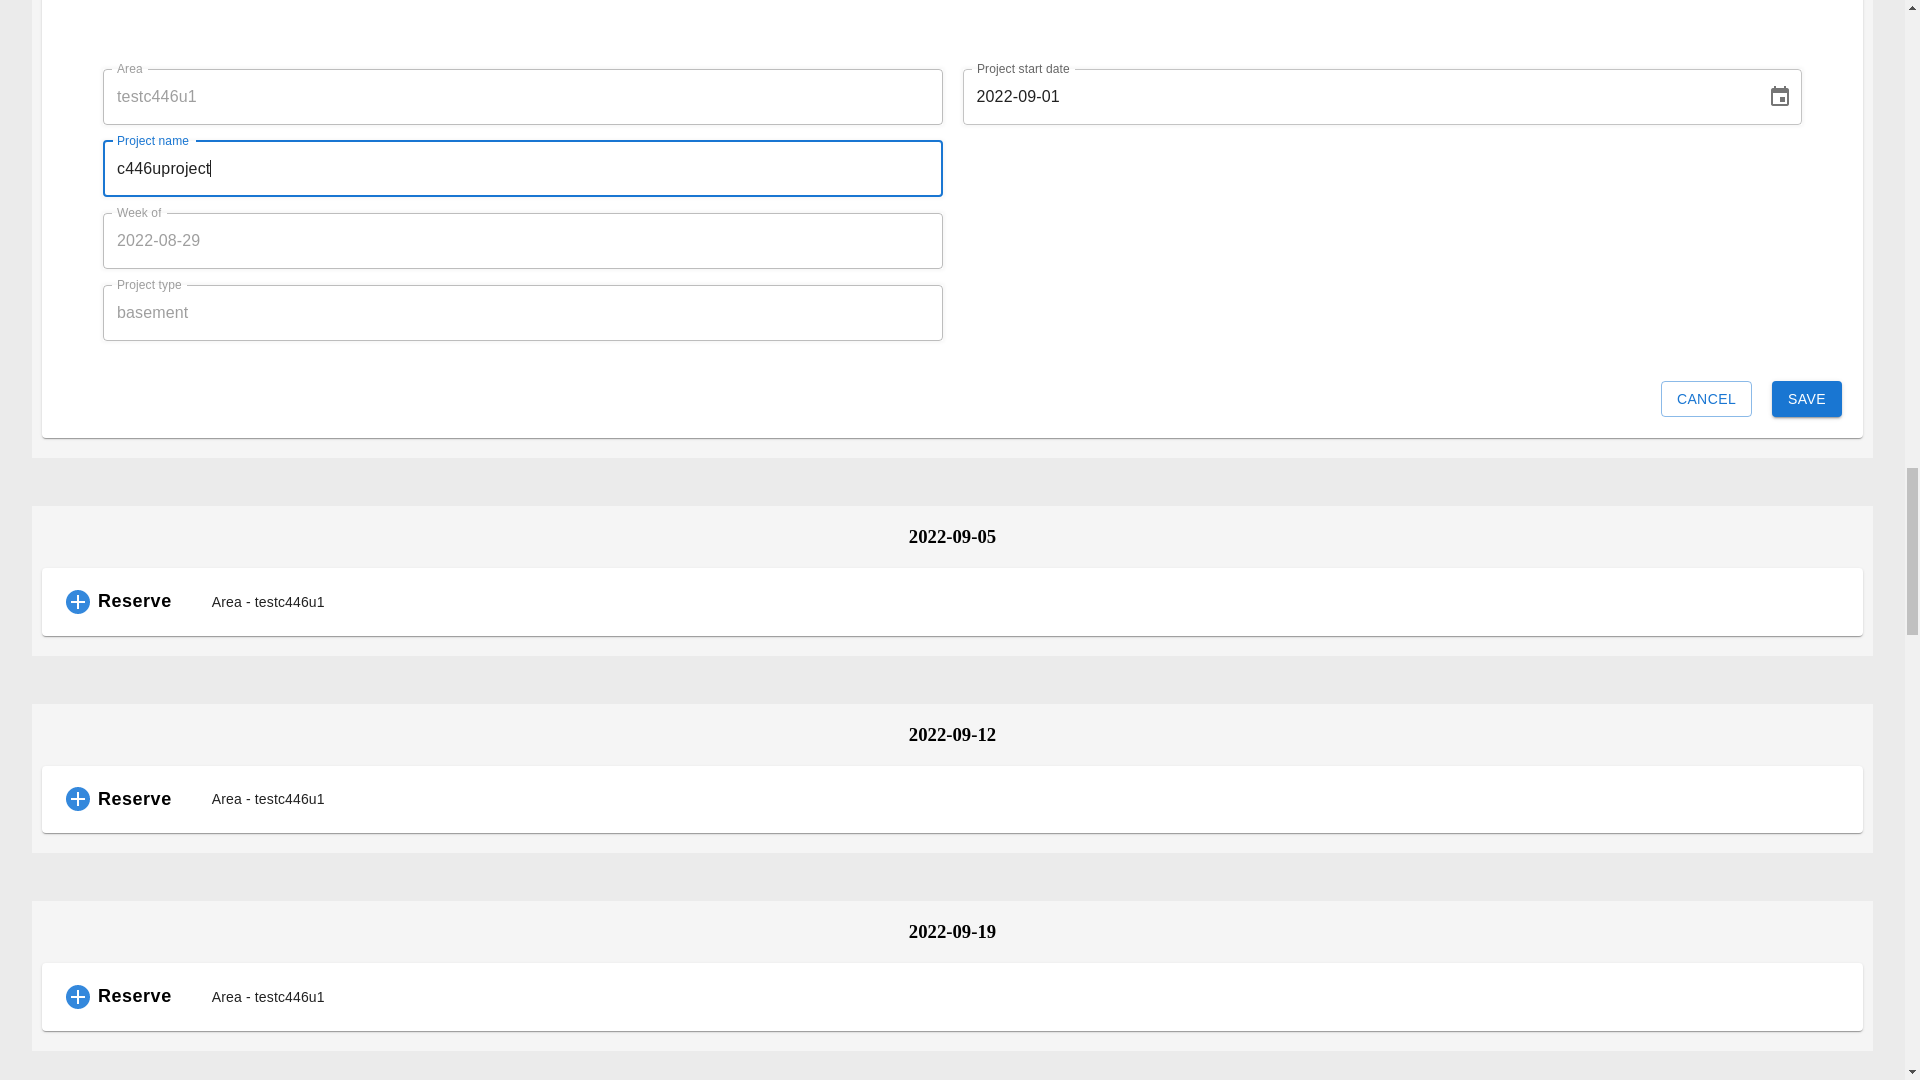 Area
testc446u1
Project start date
2022-09-01
Project name
c446uproject
Week of
2022-08-29
Project type
basement
CANCEL
SAVE
2022-09-05
Reserve
Area - testc446u1
2022-09-12
Reserve
Area - testc446u1
2022-09-19
Reserve
Area - testc446u1